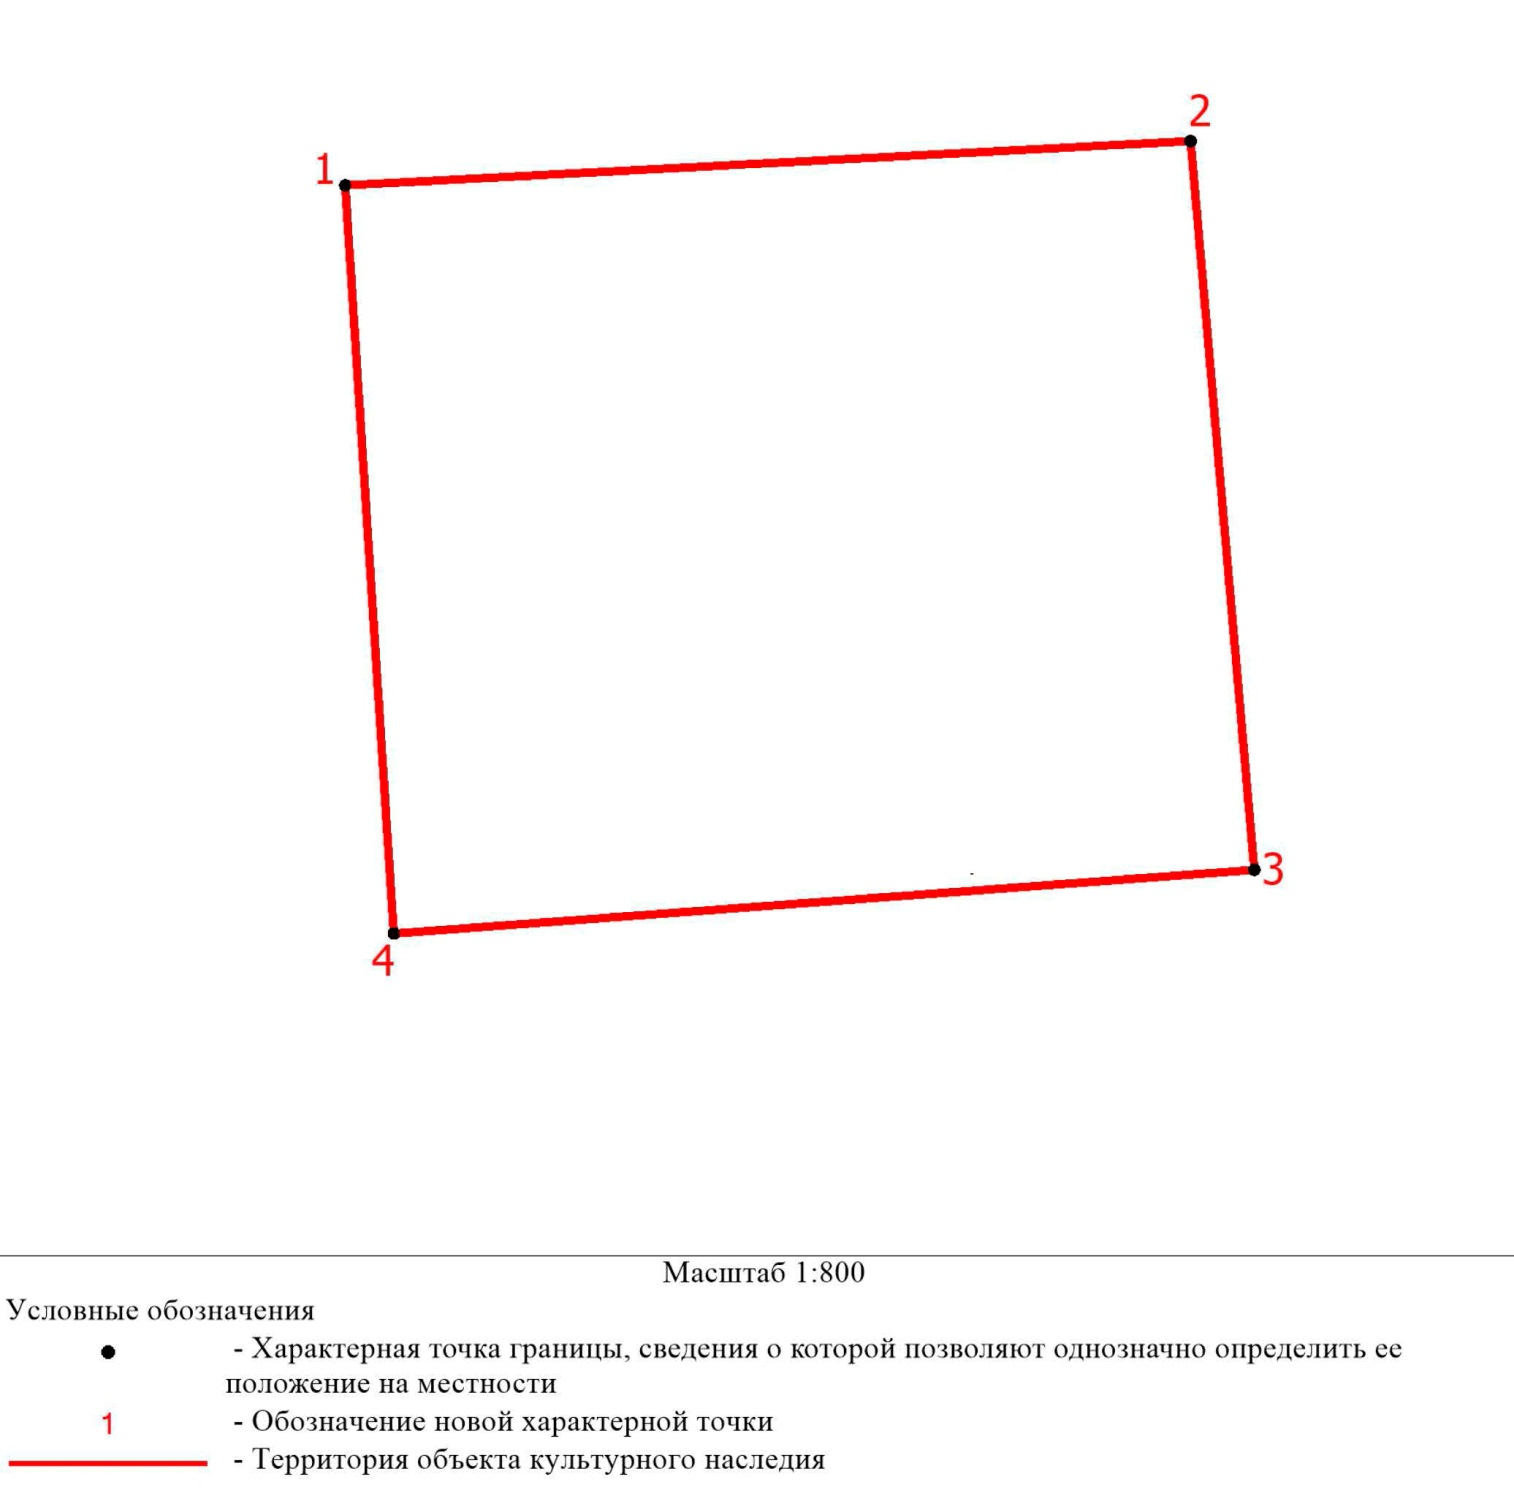 2
1
3
4
Масштаб 1:800
Условные обозначения
- Характерная точка границы, сведения о которой позволяют однозначно определить ее
положение на местности
1 - Обозначение новой характерной точки
- Территория объекта культурного наследия